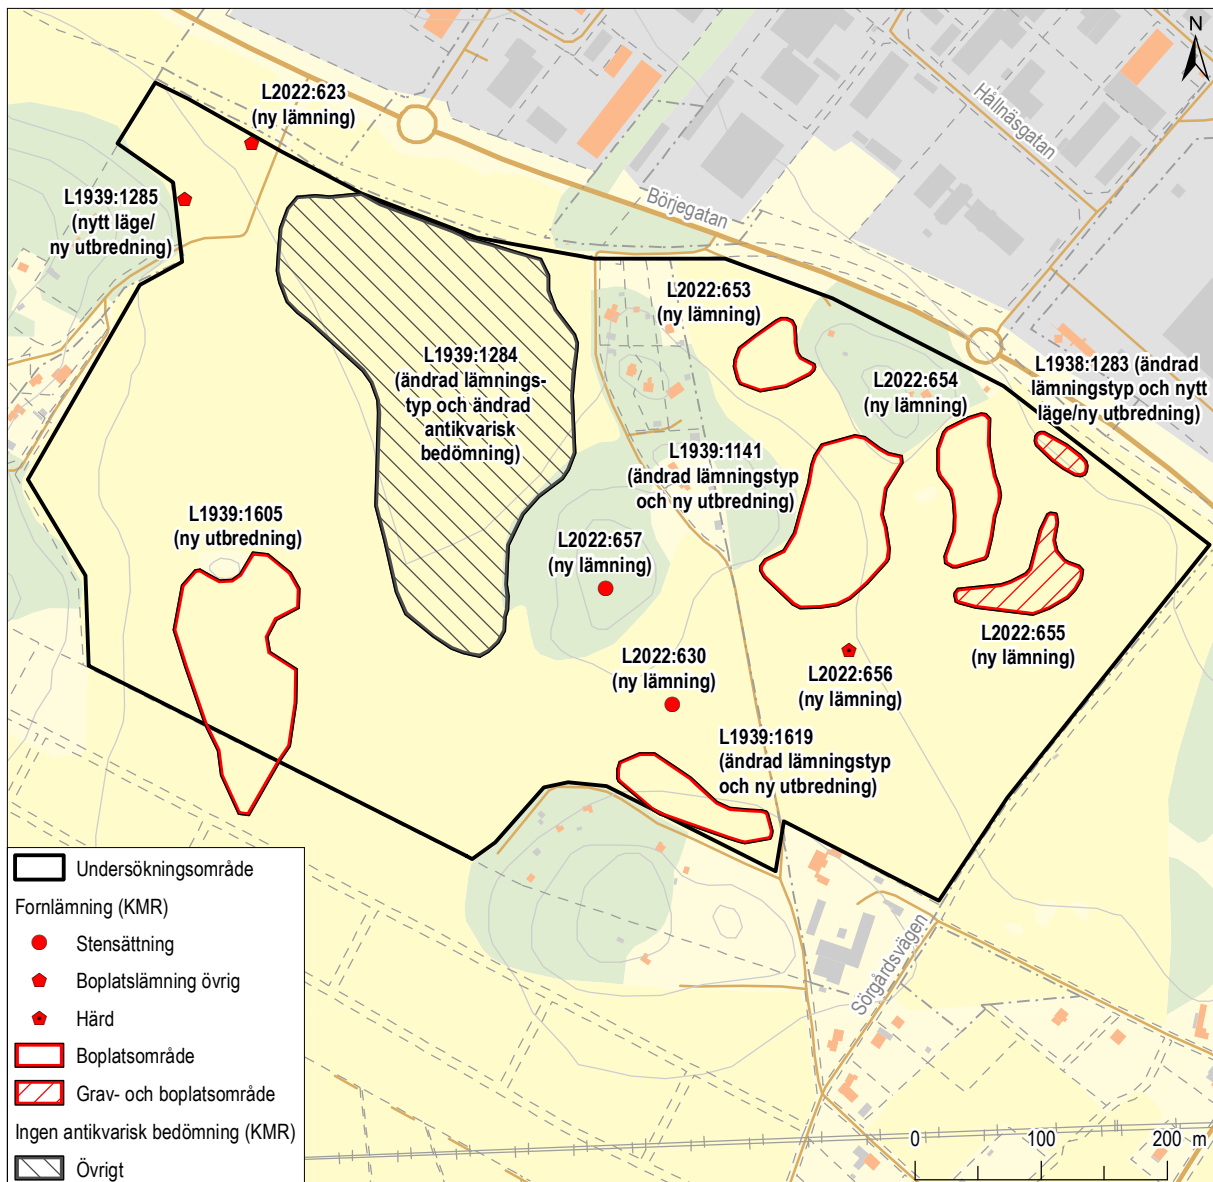 N
L2022:623
(ny lämning)
Hållnäsgatan
L1939:1285
(nytt läge/
ny utbredning)
Börjegatan
L2022:653
(ny lämning)
L1939:1284
(ändrad lämnings-
typ och ändrad
antikvarisk
bedömning)
L2022:654
(ny lämning)
L1938:1283 (ändrad
lämningstyp och nytt
läge/ny utbredning)
L1939:1141
(ändrad lämningstyp
och ny utbredning)
L1939:1605
(ny utbredning)
L2022:657
(ny lämning)
L2022:655
(ny lämning)
L2022:630
(ny lämning)
L2022:656
(ny lämning)
L1939:1619
(ändrad lämningstyp
och ny utbredning)
Sörgårdsvägen
Undersökningsområde
Fornlämning (KMR)
Stensättning
Boplatslämning övrig
Härd
Boplatsområde
Grav- och boplatsområde
Ingen antikvarisk bedömning (KMR)
Övrigt
0 100 200 m